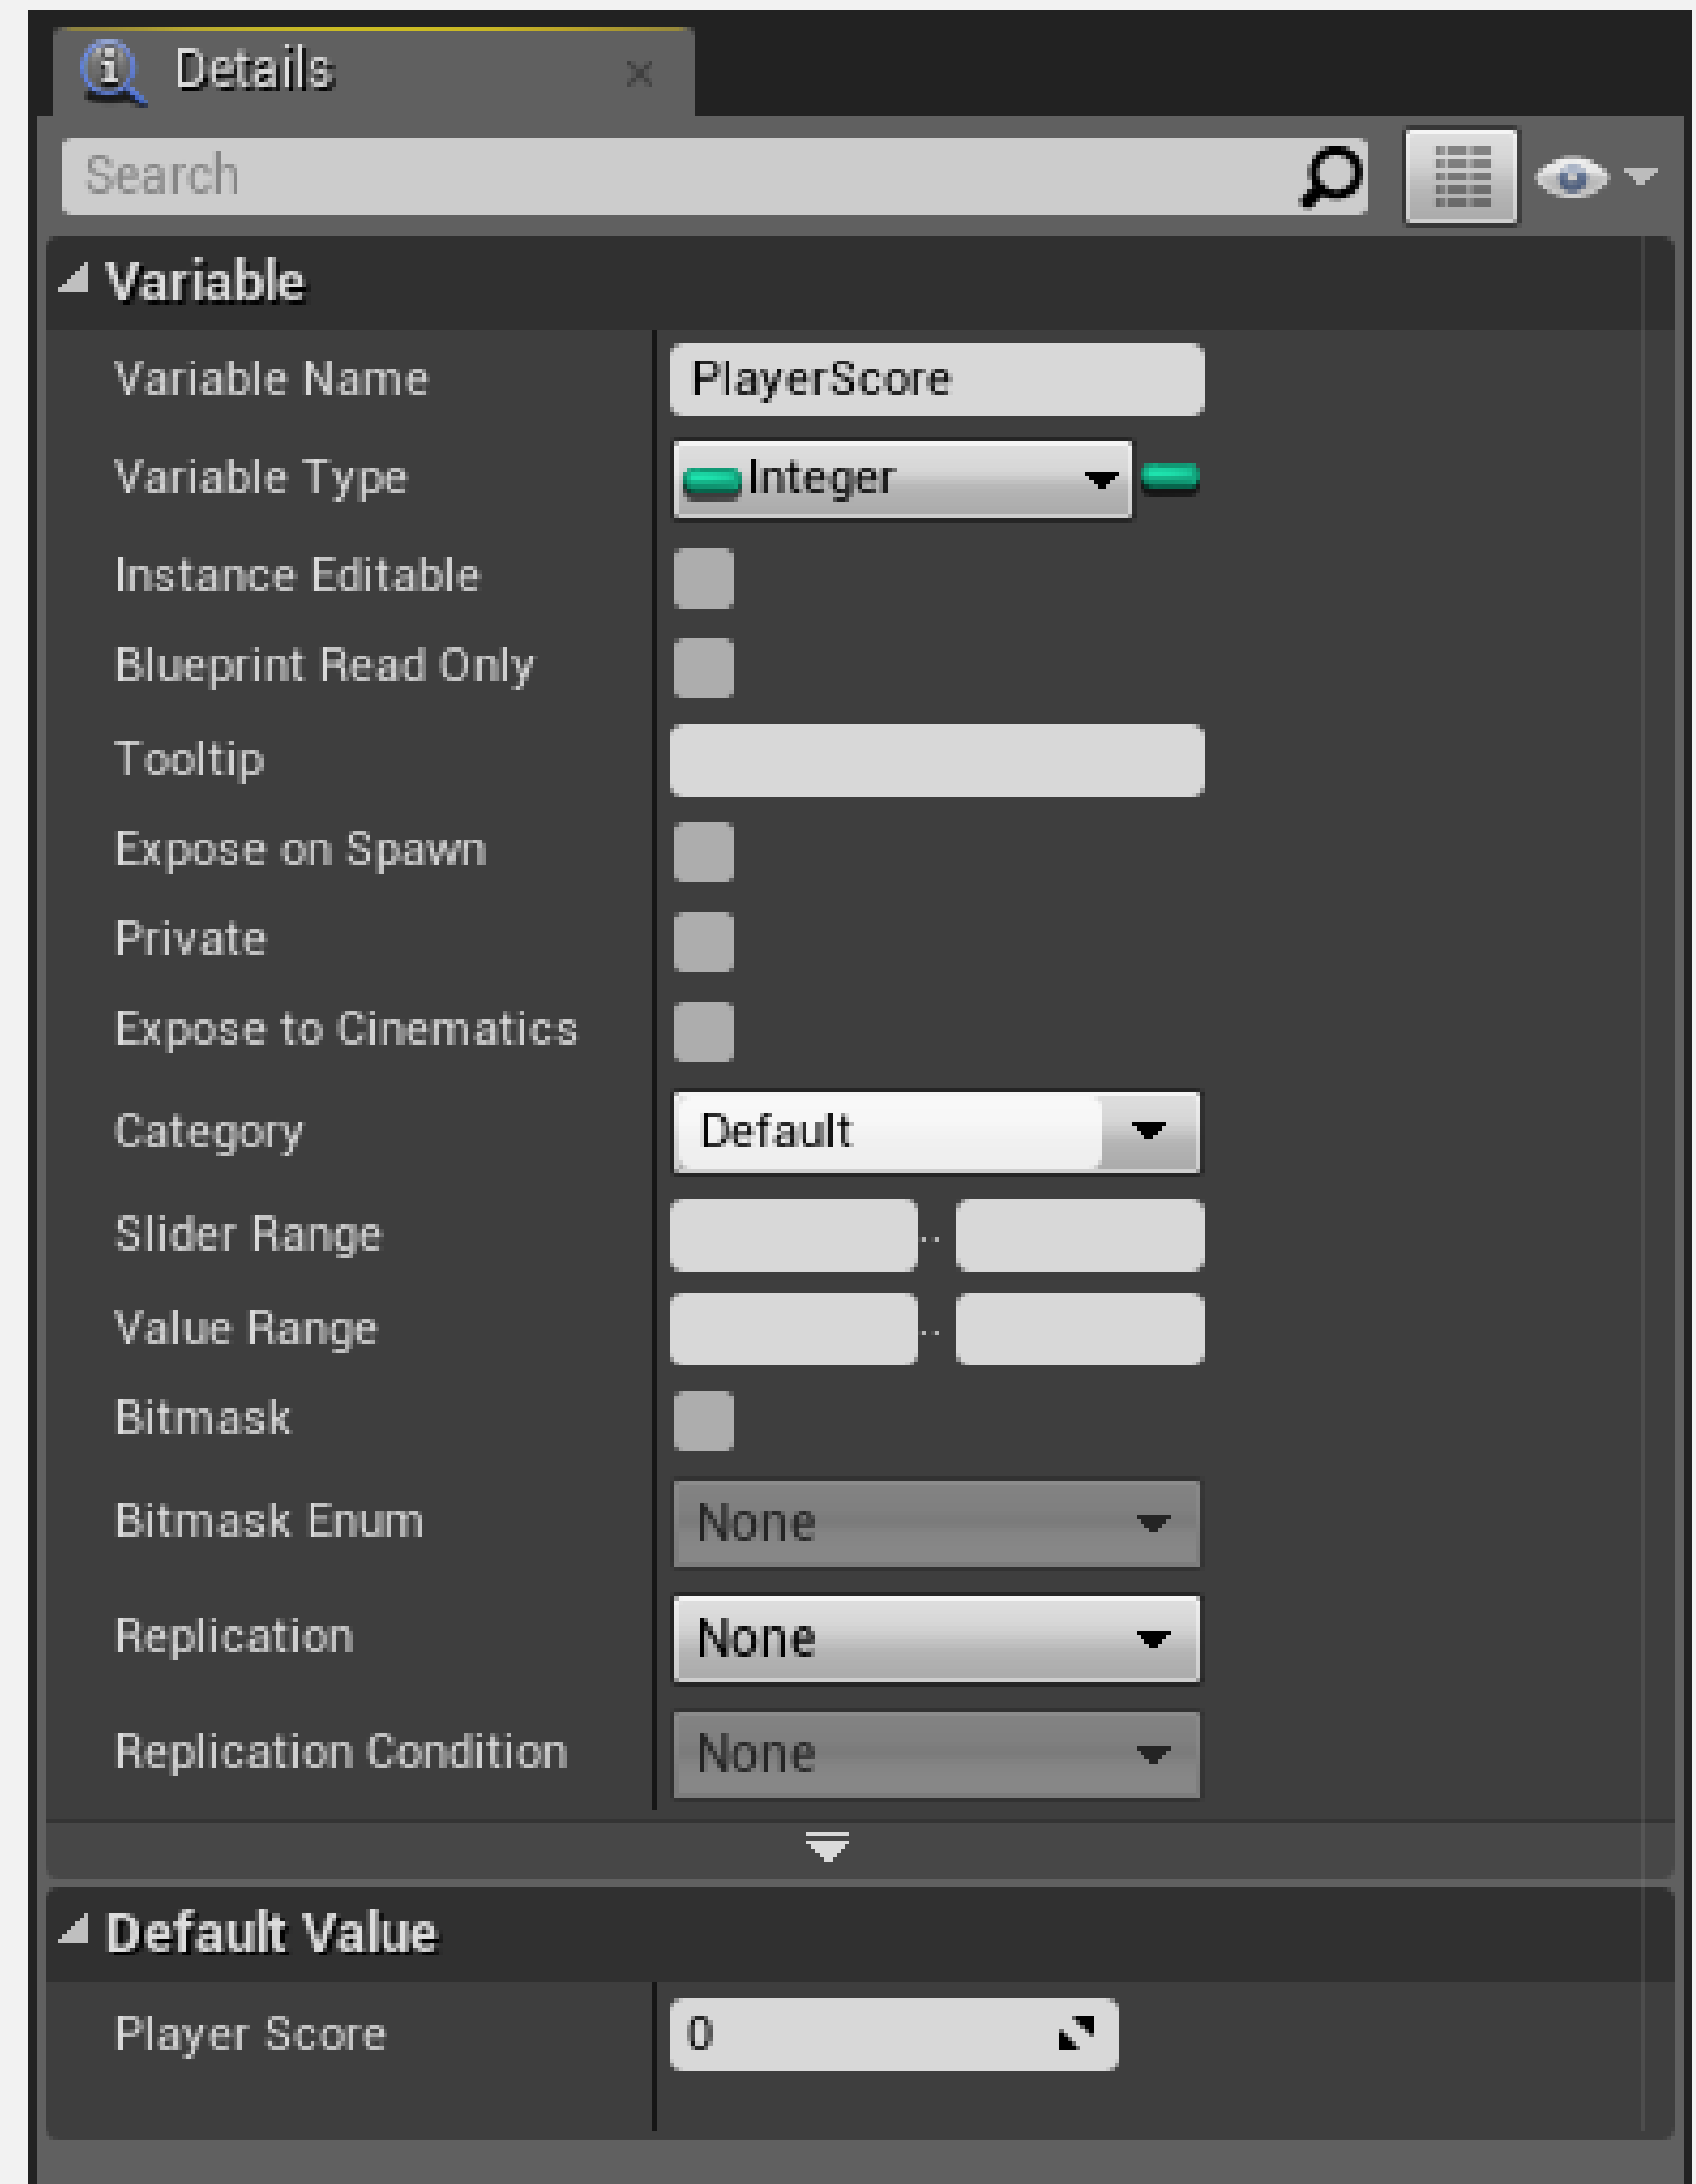 Details
Search
Variable
Variable Name PlayerScore
Variable Type Integer
Instance Editable
Blueprint Read Only
Tooltip
Expose on Spawn
Private
Expose to Cinematics
Category Default
Slider Range ..
Value Range ..
Bitmask
Bitmask Enum None
Replication None
Replication Condition None
Default Value
Player Score 0